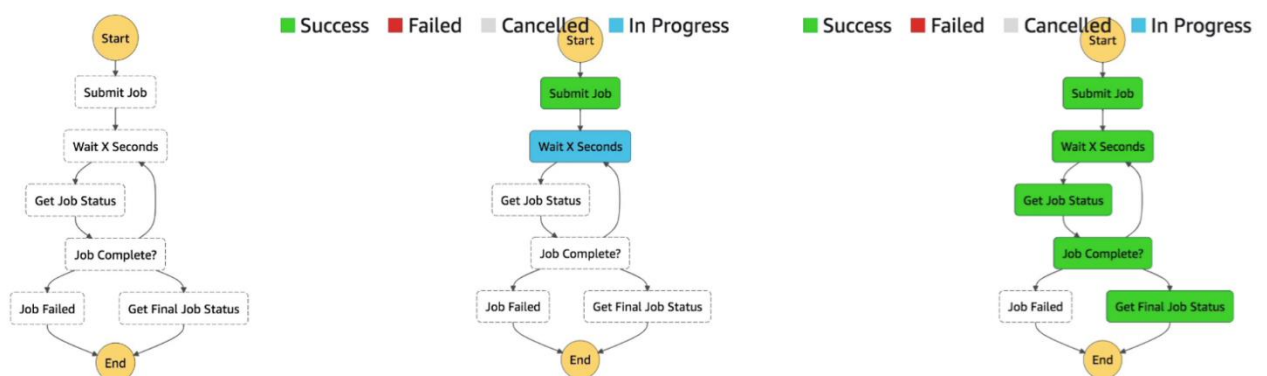 Start
Submit Job
Wait X Seconds
Get Job Status
Job Complete?
Job Failed
Get Final Job Status
End
Success Failed Cancelled In Progress
Start
Submit Job
Wait X Seconds
Get Job Status
Job Complete?
Job Failed
Get Final Job Status
End
Success Failed Cancelled In Progress
Start
Submit Job
Wait X Seconds
Get Job Status
Job Complete?
Job Failed
Get Final Job Status
End